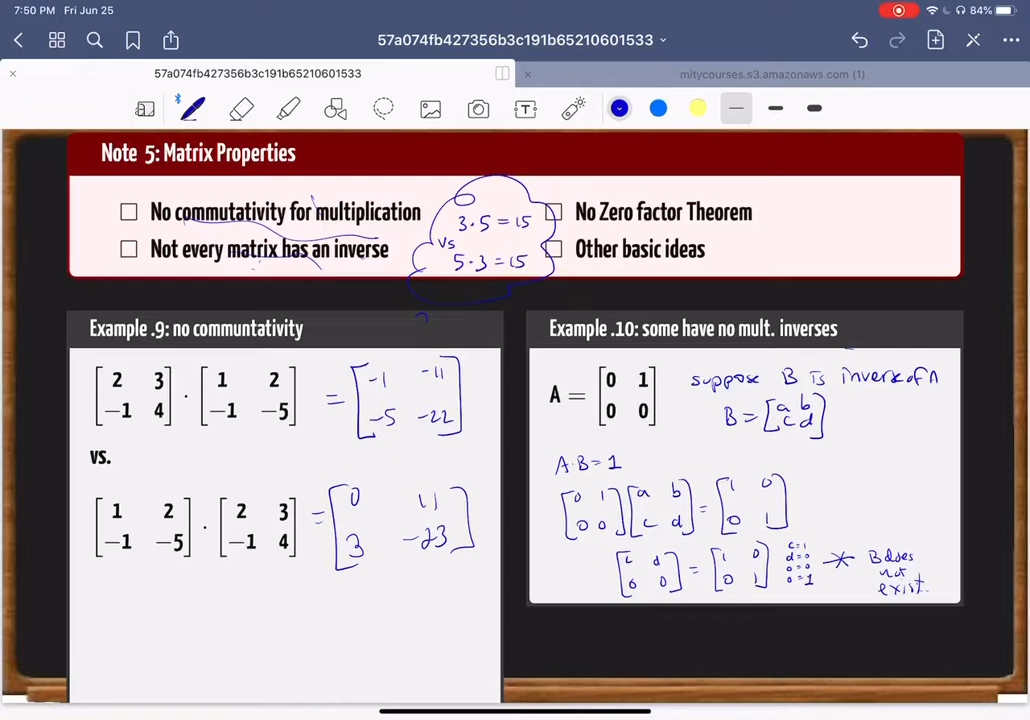 7:50 PM Fri Jun 25
84%
57a074fb427356b3c191b65210601533
57a074fb427356b3c191b65210601533
mitycourses.s3.amazonaws.com (1)
Note 5: Matrix Properties
No commutativity for multiplication
Not every matrix has an inverse
3·5=15
vs
5·3=15
No Zero factor Theorem
Other basic ideas
Example .9: no communtativity
2 3 1 2 -1 -11
−1 4 · −1 −5 = -5 -22
vs.
1 2 2 3 0 11
−1 −5 · −1 4 = 3 -23
Example .10: some have no mult. inverses
A = 0 1
0 0
suppose B is inverse of A
B = a b
c d
A·B=1
0 1 a b = 1 0
0 0 c d 0 1
c d = 1 0
0 0 0 1
c=1
d=0
0=0
0=1
B does
not
exist.